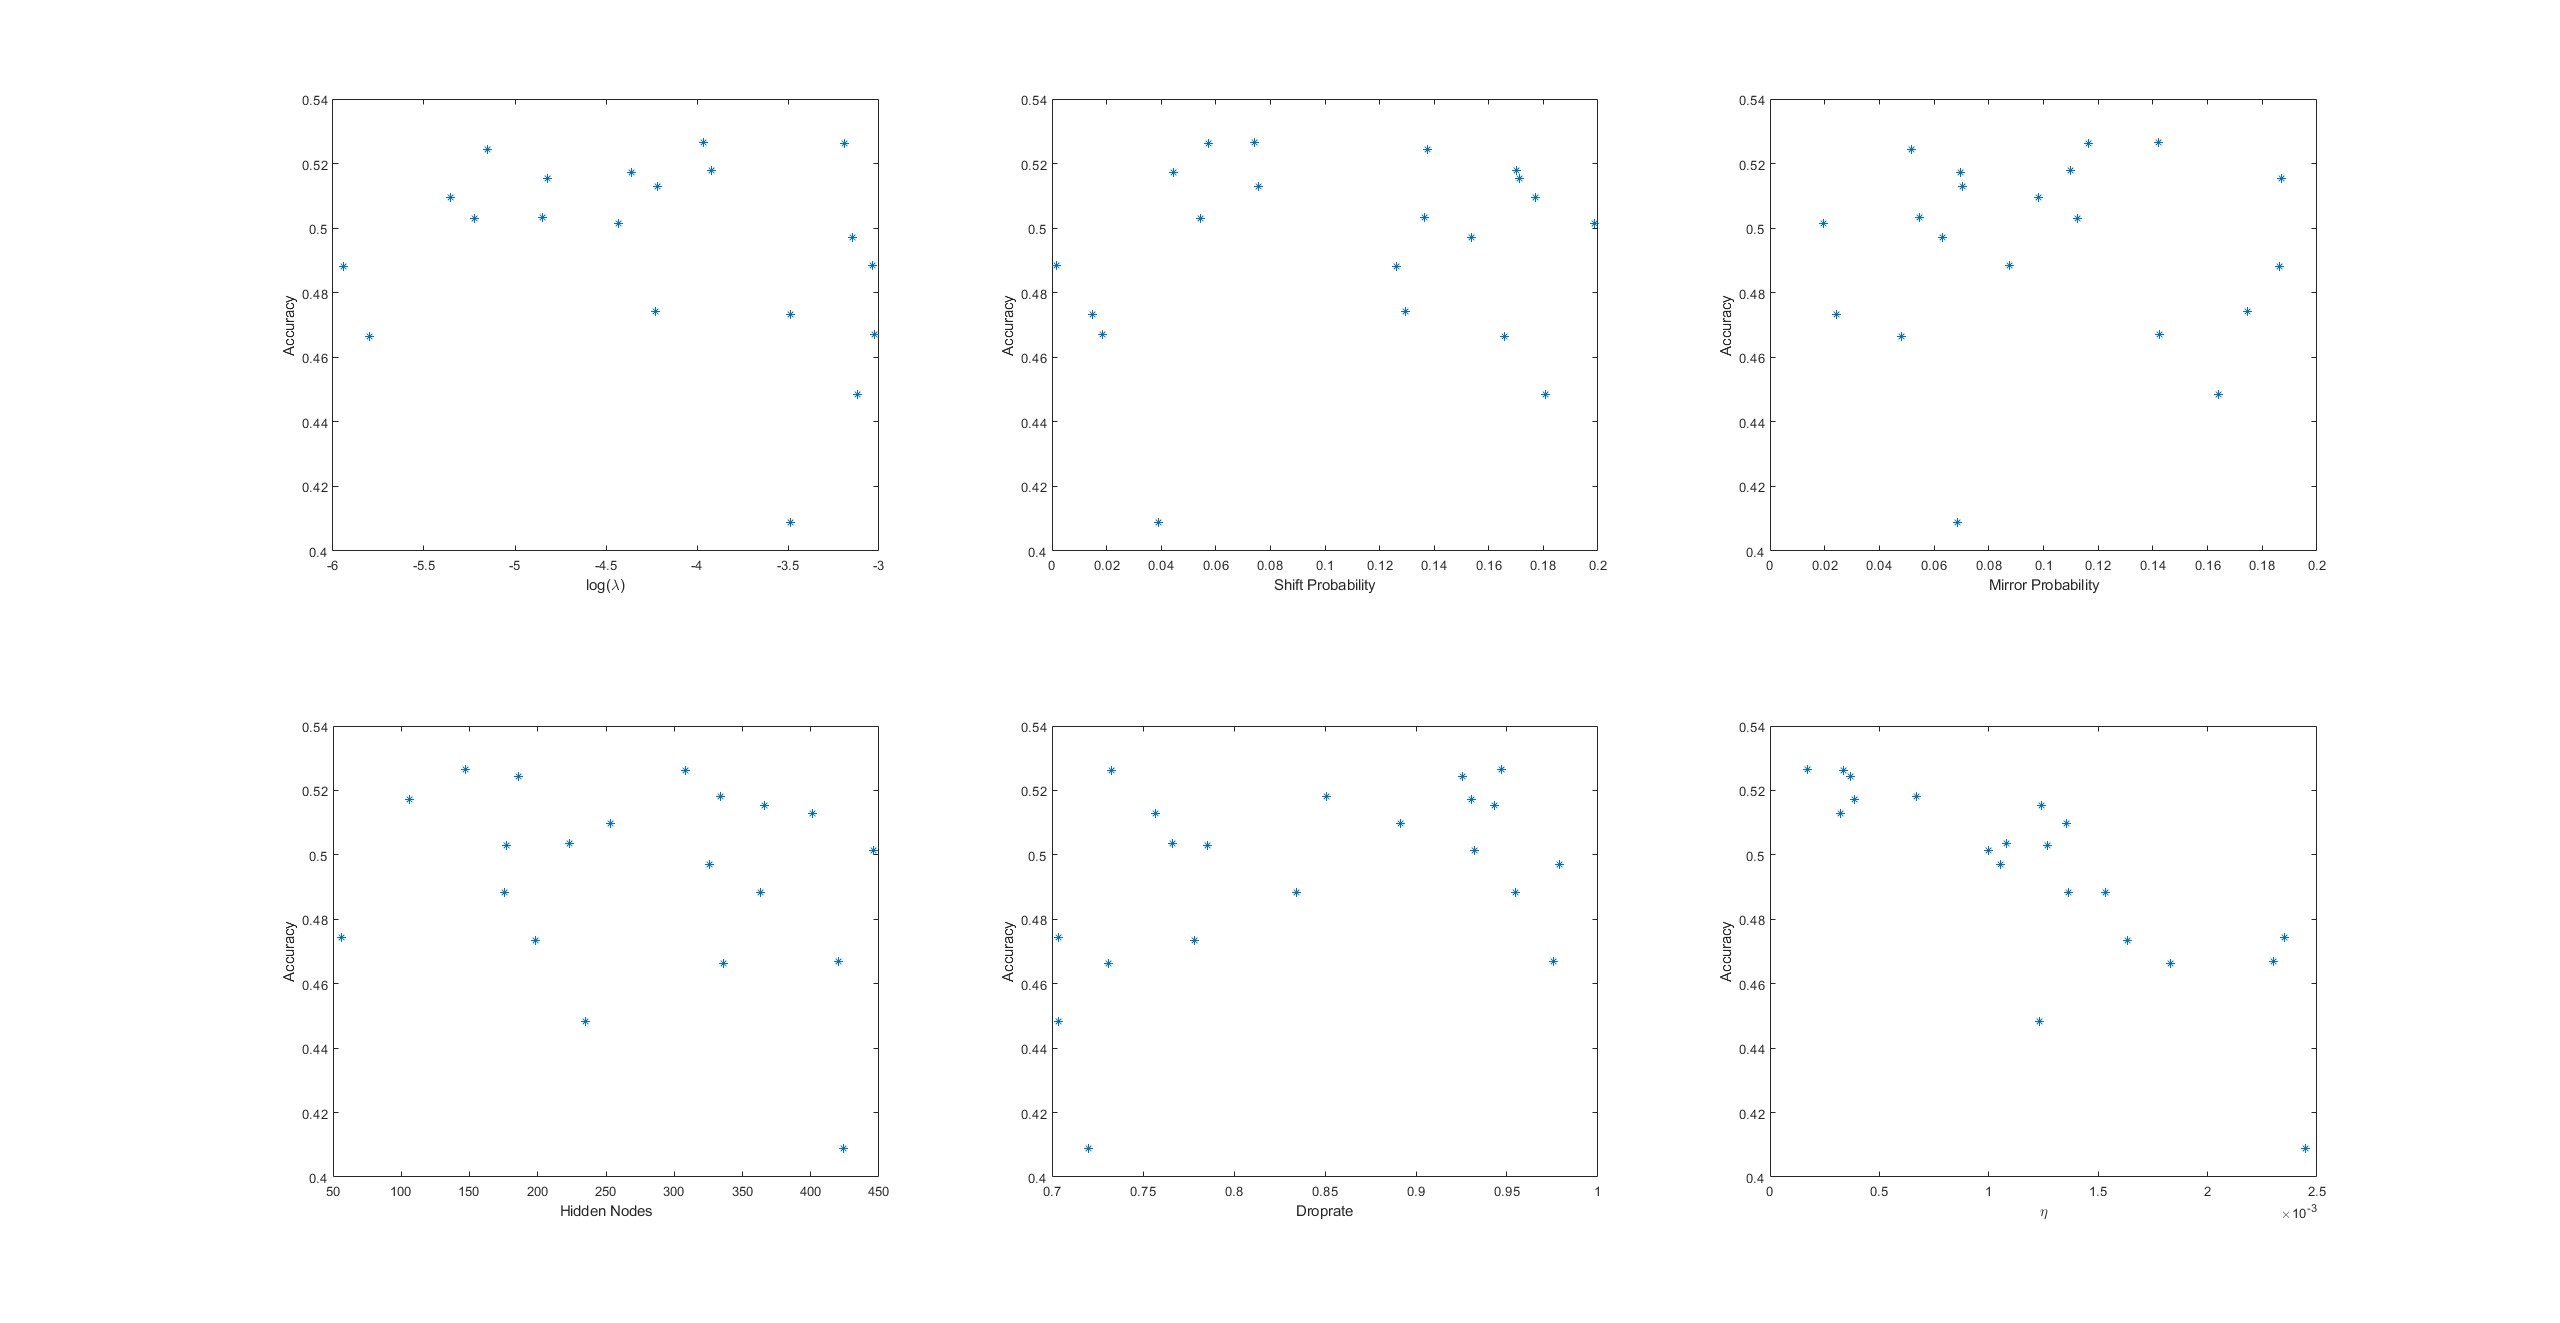 0.54 0.54 0.54
0.52 0.52 0.52
0.5 0.5 0.5
0.48 0.48 0.48
Accuracy Accuracy Accuracy
0.46 0.46 0.46
0.44 0.44 0.44
0.42 0.42 0.42
0.4 0.4 0.4
-6 -5.5 -5 -4.5 -4 -3.5 -3 0 0.02 0.04 0.06 0.08 0.1 0.12 0.14 0.16 0.18 0.2 0 0.02 0.04 0.06 0.08 0.1 0.12 0.14 0.16 0.18 0.2
log(λ) Shift Probability Mirror Probability
0.54 0.54 0.54
0.52 0.52 0.52
0.5 0.5 0.5
0.48 0.48 0.48
Accuracy Accuracy Accuracy
0.46 0.46 0.46
0.44 0.44 0.44
0.42 0.42 0.42
0.4 0.4 0.4
50 100 150 200 250 300 350 400 450 0.7 0.75 0.8 0.85 0.9 0.95 1 0 0.5 1 1.5 2 2.5
Hidden Nodes Droprate η ×10-3